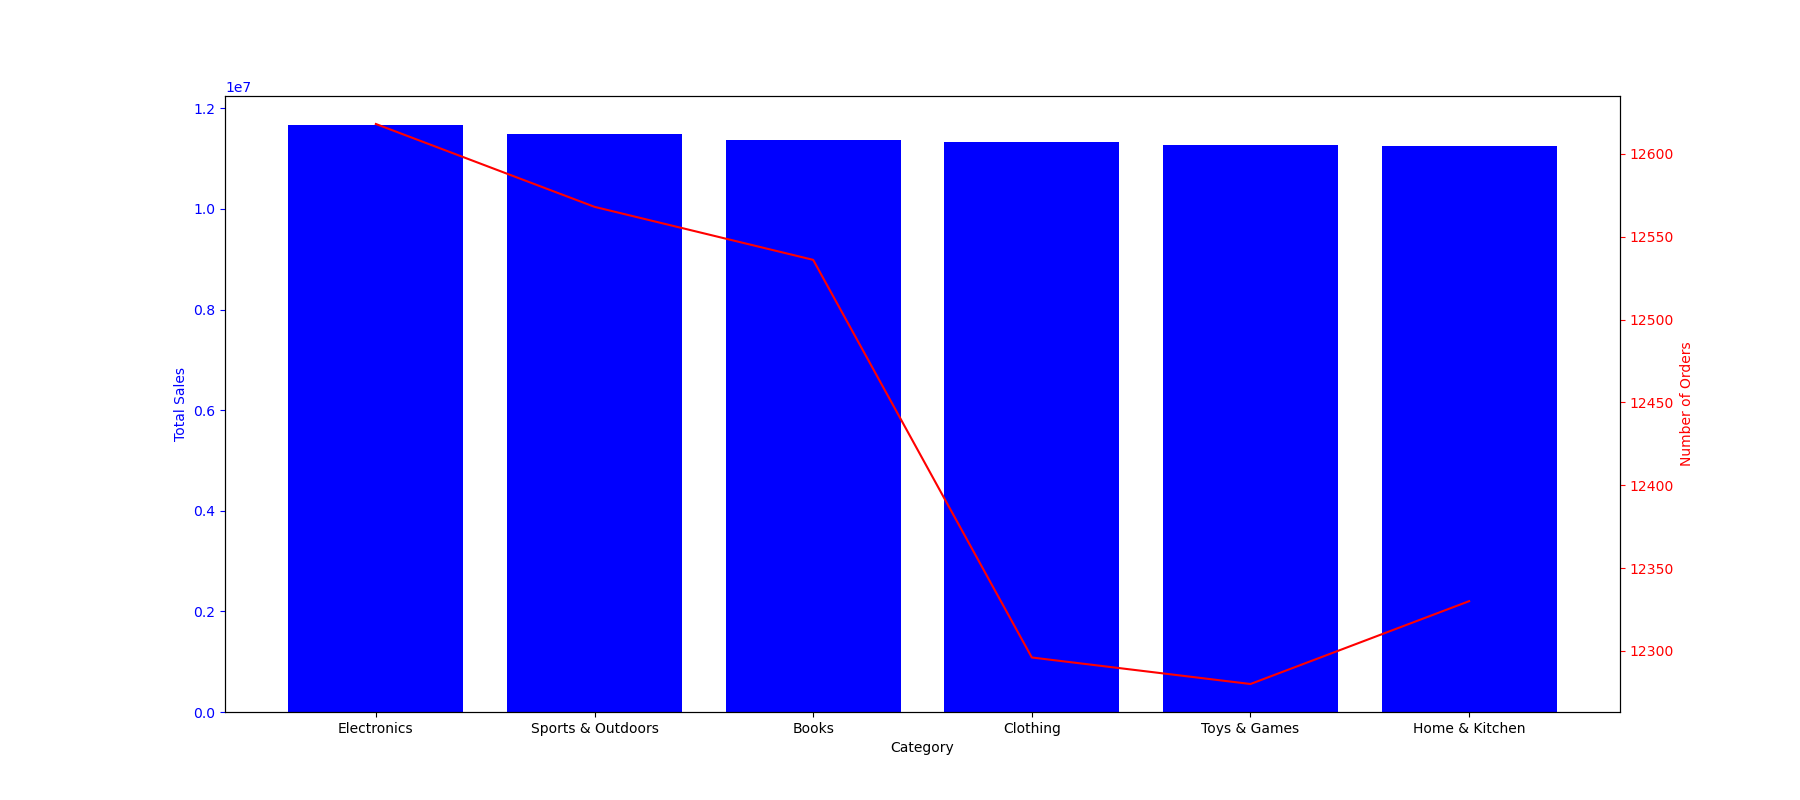 1e7
1.2
1.0
0.8
0.6
0.4
0.2
0.0
Total Sales
12600
12550
12500
12450
12400
12350
12300
Number of Orders
Electronics
Sports & Outdoors
Books
Clothing
Toys & Games
Home & Kitchen
Category